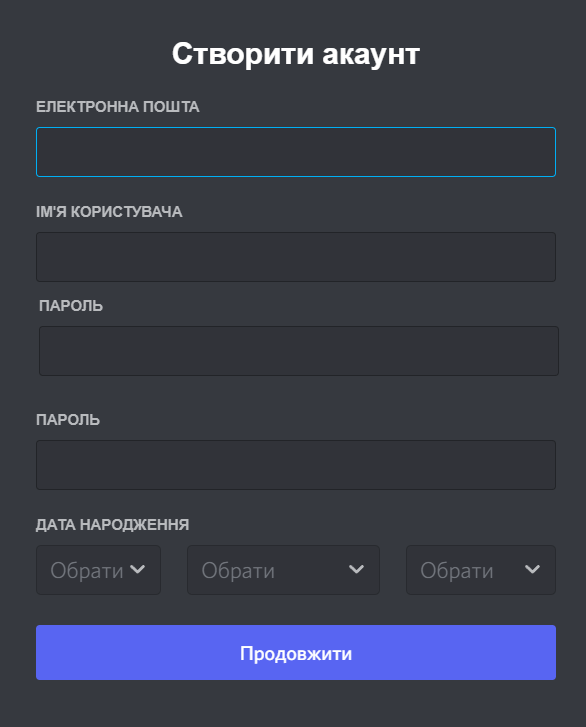 Створити акаунт
ЕЛЕКТРОННА ПОШТА
ІМ'Я КОРИСТУВАЧА
ПАРОЛЬ
ПАРОЛЬ
ДАТА НАРОДЖЕННЯ
Обрати Обрати Обрати
Продовжити